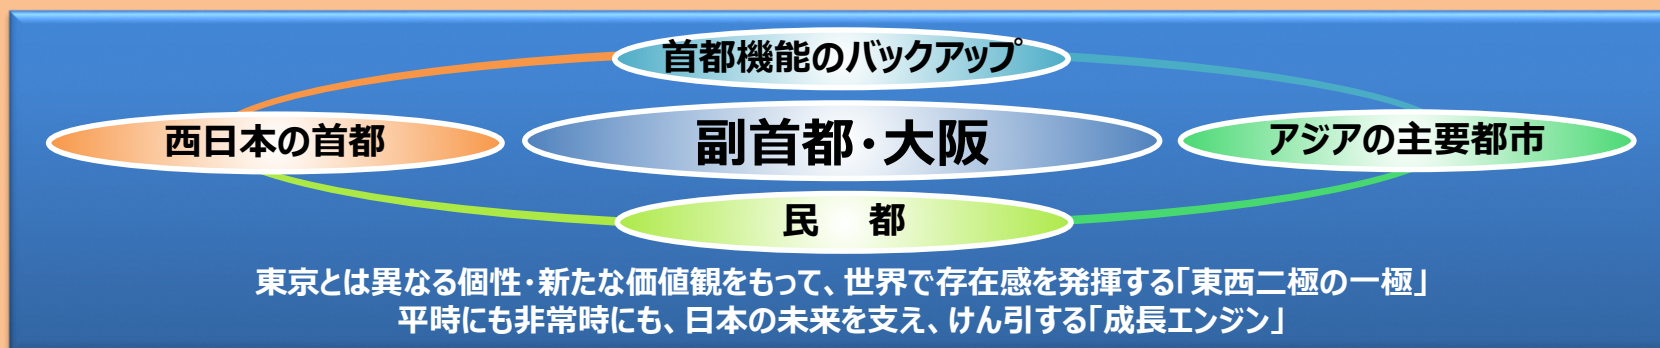 首都機能のバックアップ
西日本の首都
副首都・大阪
アジアの主要都市
民　都
東京とは異なる個性・新たな価値観をもって、世界で存在感を発揮する「東西二極の一極」
平時にも非常時にも、日本の未来を支え、けん引する「成長エンジン」